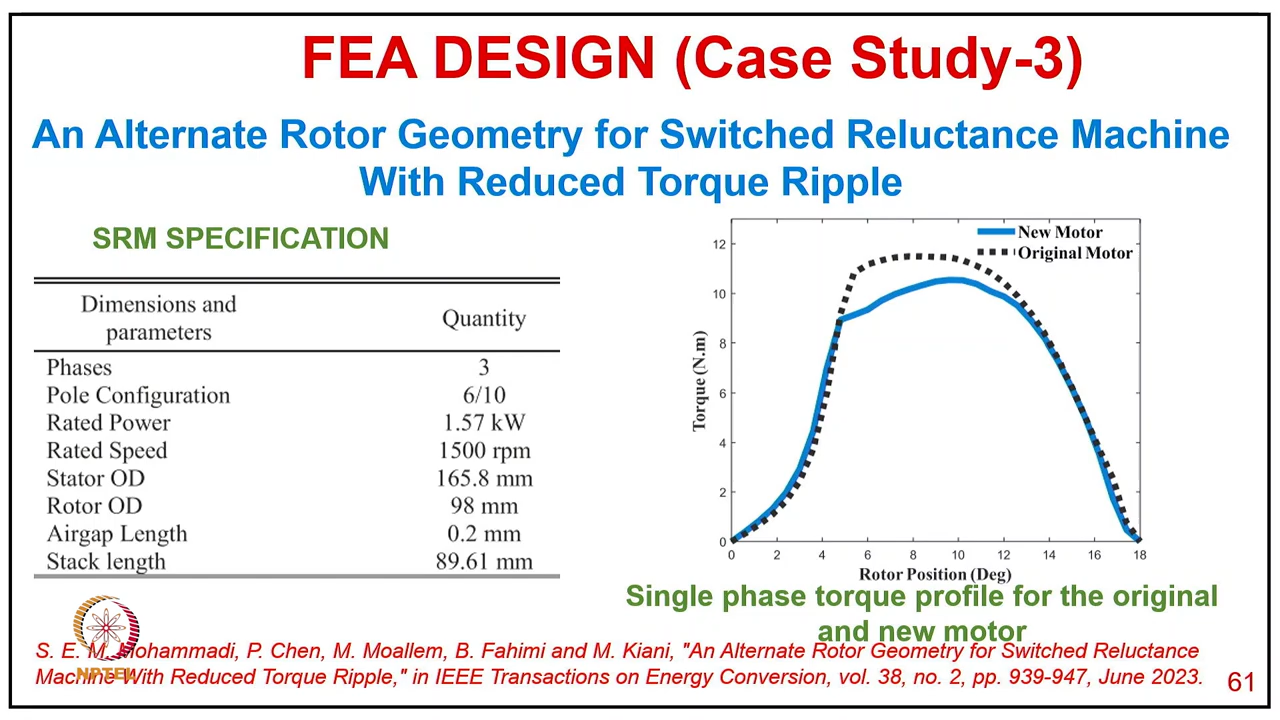 FEA DESIGN (Case Study-3)
An Alternate Rotor Geometry for Switched Reluctance Machine
With Reduced Torque Ripple
SRM SPECIFICATION
Dimensions and
parameters
Quantity
Phases 3
Pole Configuration 6/10
Rated Power 1.57 kW
Rated Speed 1500 rpm
Stator OD 165.8 mm
Rotor OD 98 mm
Airgap Length 0.2 mm
Stack length 89.61 mm
New Motor
Original Motor
Torque (N.m)
12
10
8
6
4
2
0
0 2 4 6 8 10 12 14 16 18
Rotor Position (Deg)
Single phase torque profile for the original
and new motor
S. E. M. Mohammadi, P. Chen, M. Moallem, B. Fahimi and M. Kiani, "An Alternate Rotor Geometry for Switched Reluctance
Machine With Reduced Torque Ripple," in IEEE Transactions on Energy Conversion, vol. 38, no. 2, pp. 939-947, June 2023.
NPTEL
61